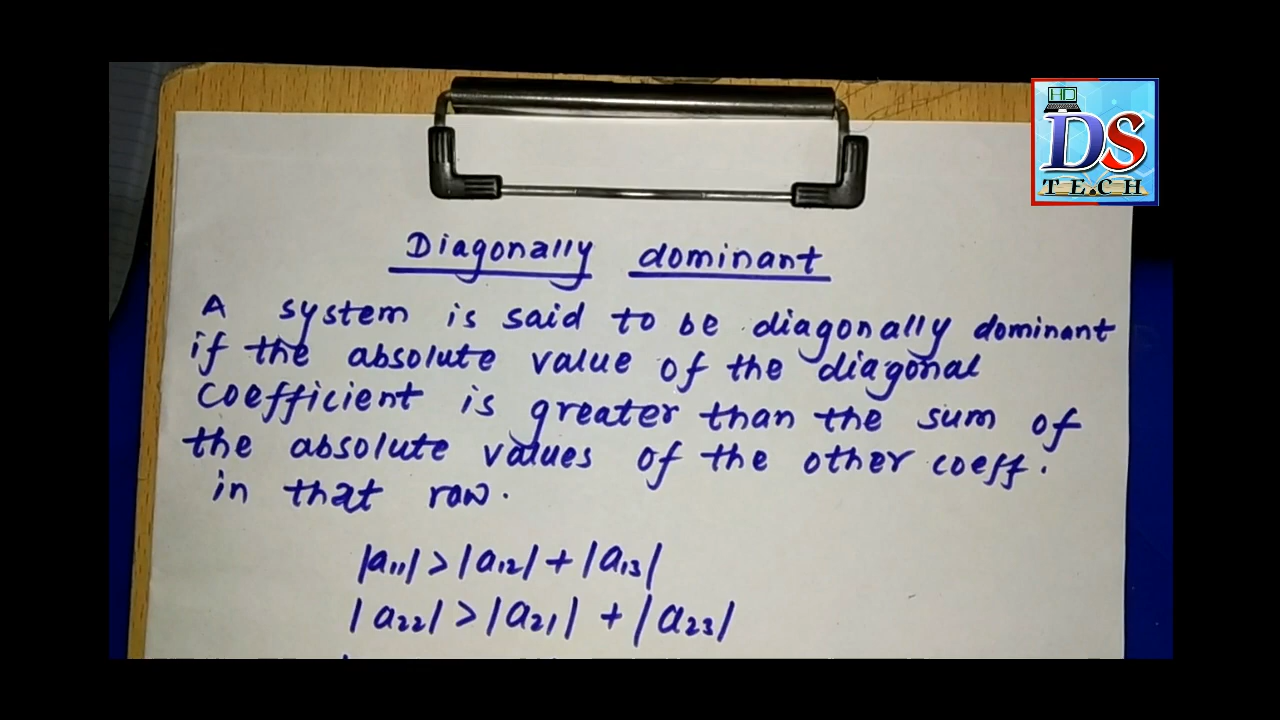 HD
DS
TECH
Diagonally dominant
A system is said to be diagonally dominant
if the absolute value of the diagonal
coefficient is greater than the sum of
the absolute values of the other coeff.
in that row.
|a₁₁| > |a₁₂| + |a₁₃|
|a₂₂| > |a₂₁| + |a₂₃|